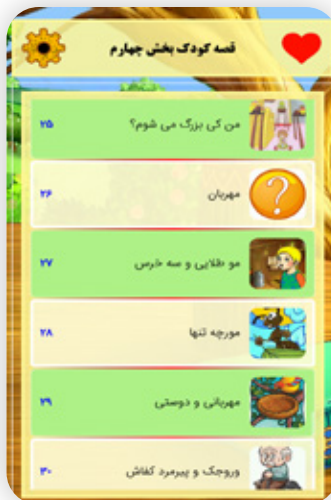 قصه کودک بخش چهارم
من کی بزرگ می شوم؟ ۲۵
مهربان ۲۶
مو طلایی و سه خرس ۲۷
مورچه تنها ۲۸
مهربانی و دوستی ۲۹
وروجک و پیرمرد کفاش ۳۰